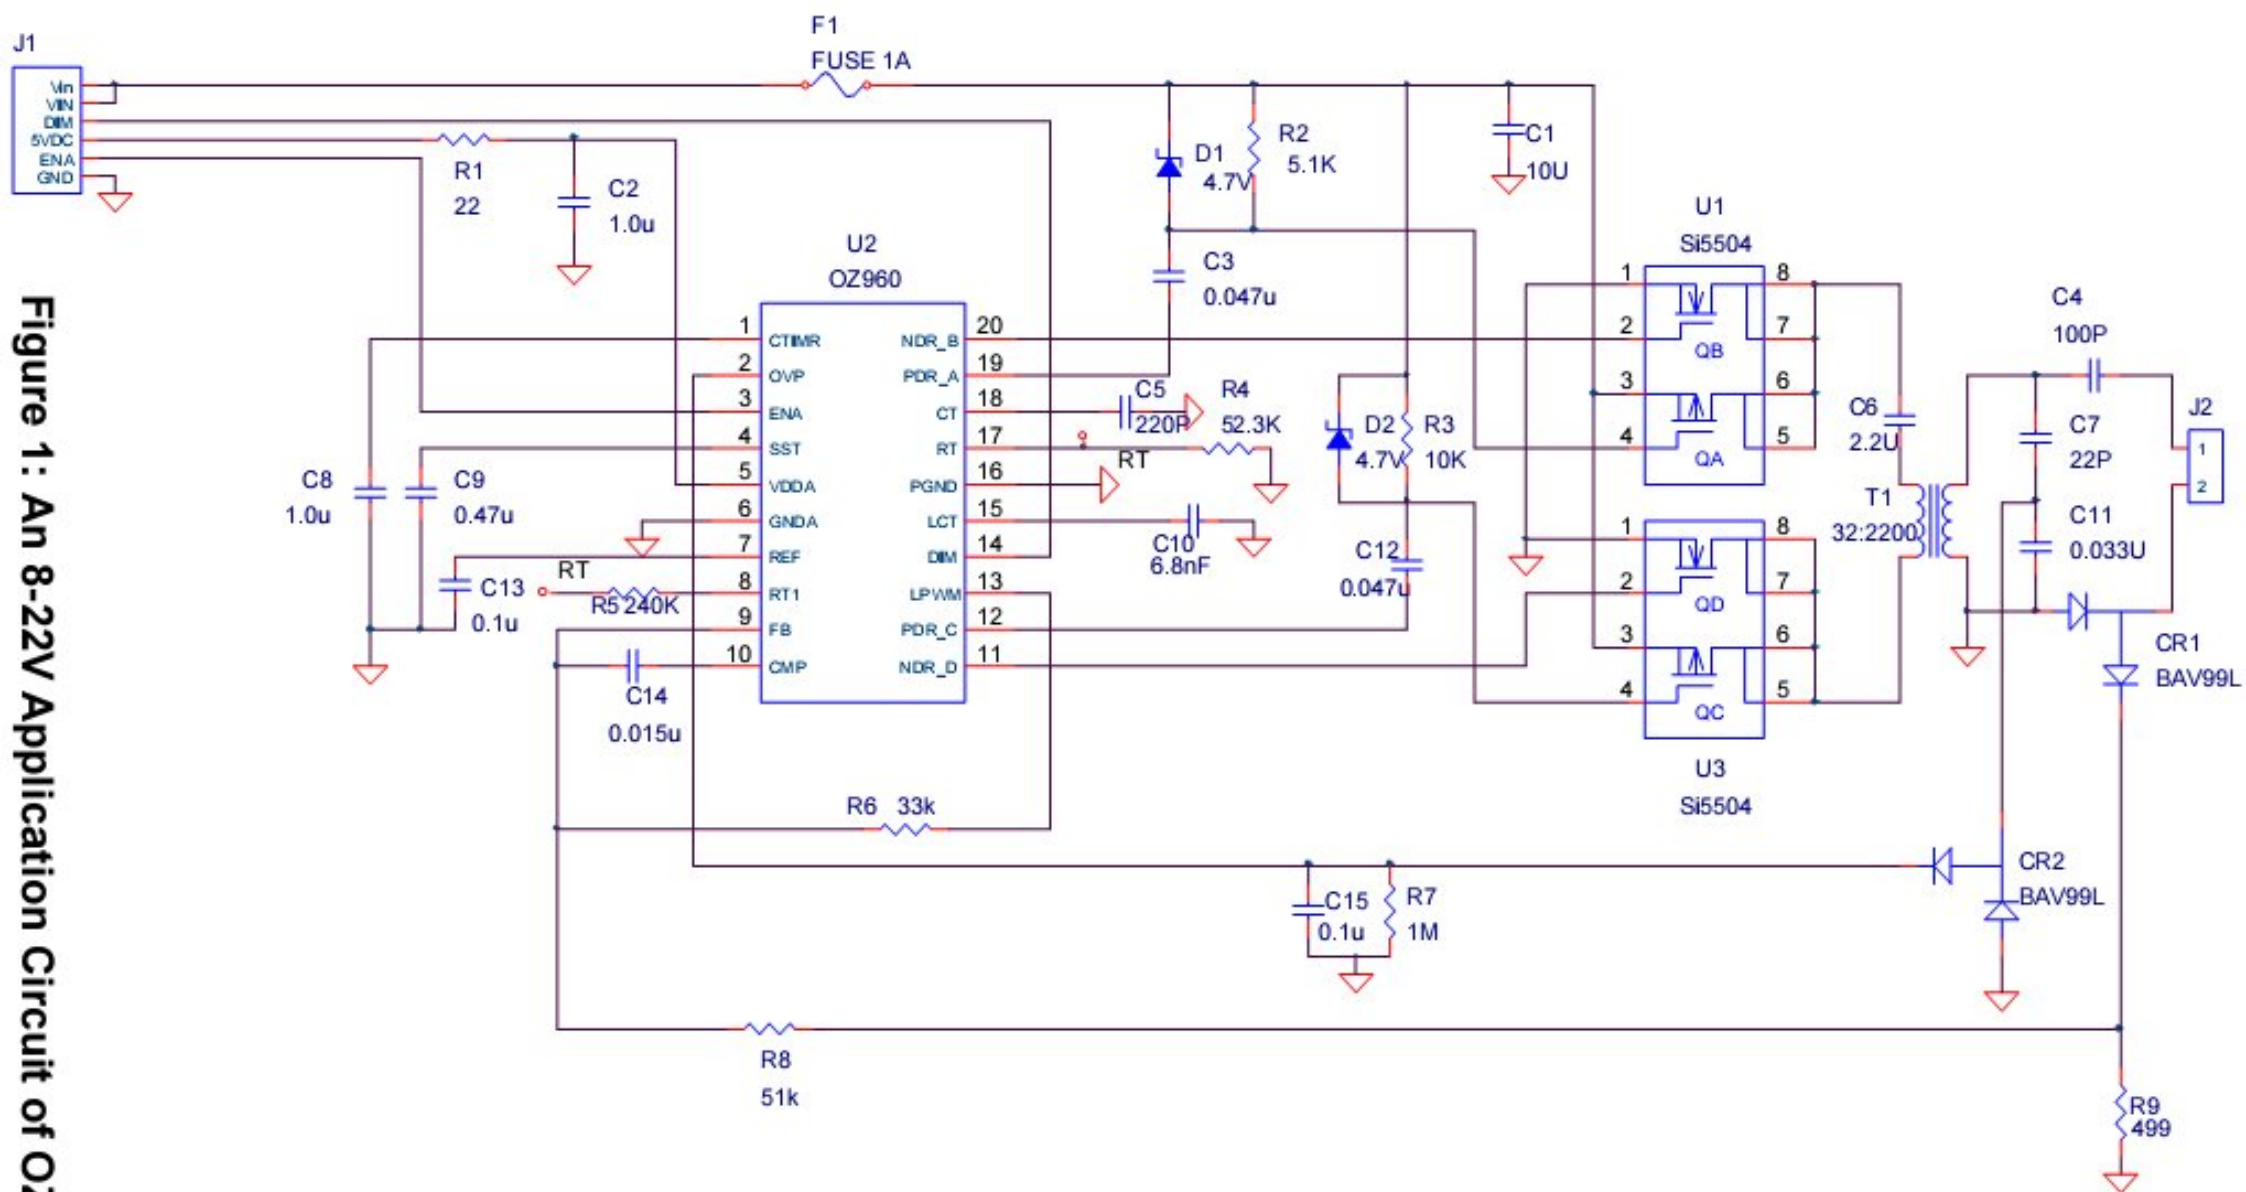 F1
FUSE 1A
J1
Vin
VIN
DIM
5VDC
ENA
GND
R1
22
C2
1.0u
D1
4.7V
R2
5.1K
C1
10U
C3
0.047u
U2
OZ960
1 CTIMR
2 OVP
3 ENA
4 SST
5 VDDA
6 GNDA
7 REF
8 RT1
9 FB
10 CMP
NDR_B 20
PDR_A 19
CT 18
RT 17
PGND 16
LCT 15
DIM 14
LPWM 13
PDR_C 12
NDR_D 11
C8
1.0u
C9
0.47u
C13
0.1u
RT
R5 240K
C14
0.015u
C5
220P
R4
52.3K
RT
C10
6.8nF
D2
4.7V
R3
10K
C12
0.047u
U1
Si5504
1
2
3
4
8
7
6
5
QB
QA
1
2
3
4
8
7
6
5
QD
QC
U3
Si5504
C6
2.2U
T1
32:2200
C4
100P
C7
22P
C11
0.033U
J2
1
2
CR1
BAV99L
R6 33k
CR2
BAV99L
C15
0.1u
R7
1M
R8
51k
R9
499
Figure 1: An 8-22V Application Circuit of